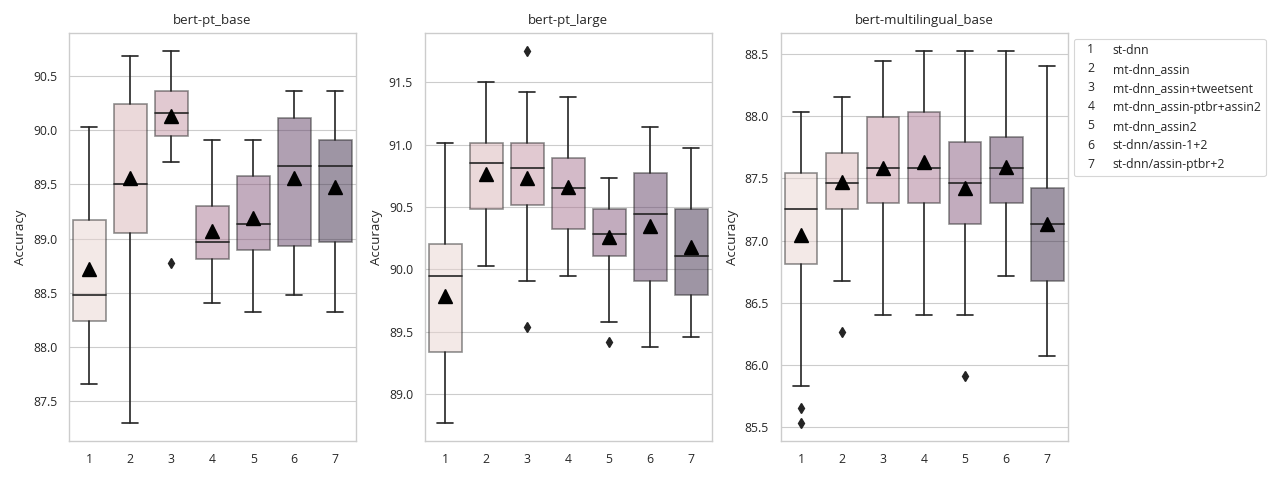 bert-pt_base
Accuracy
90.5
90.0
89.5
89.0
88.5
88.0
87.5
1 2 3 4 5 6 7
bert-pt_large
Accuracy
91.5
91.0
90.5
90.0
89.5
89.0
1 2 3 4 5 6 7
bert-multilingual_base
Accuracy
88.5
88.0
87.5
87.0
86.5
86.0
85.5
1 2 3 4 5 6 7
1 st-dnn
2 mt-dnn_assin
3 mt-dnn_assin+tweetsent
4 mt-dnn_assin-ptbr+assin2
5 mt-dnn_assin2
6 st-dnn/assin-1+2
7 st-dnn/assin-ptbr+2